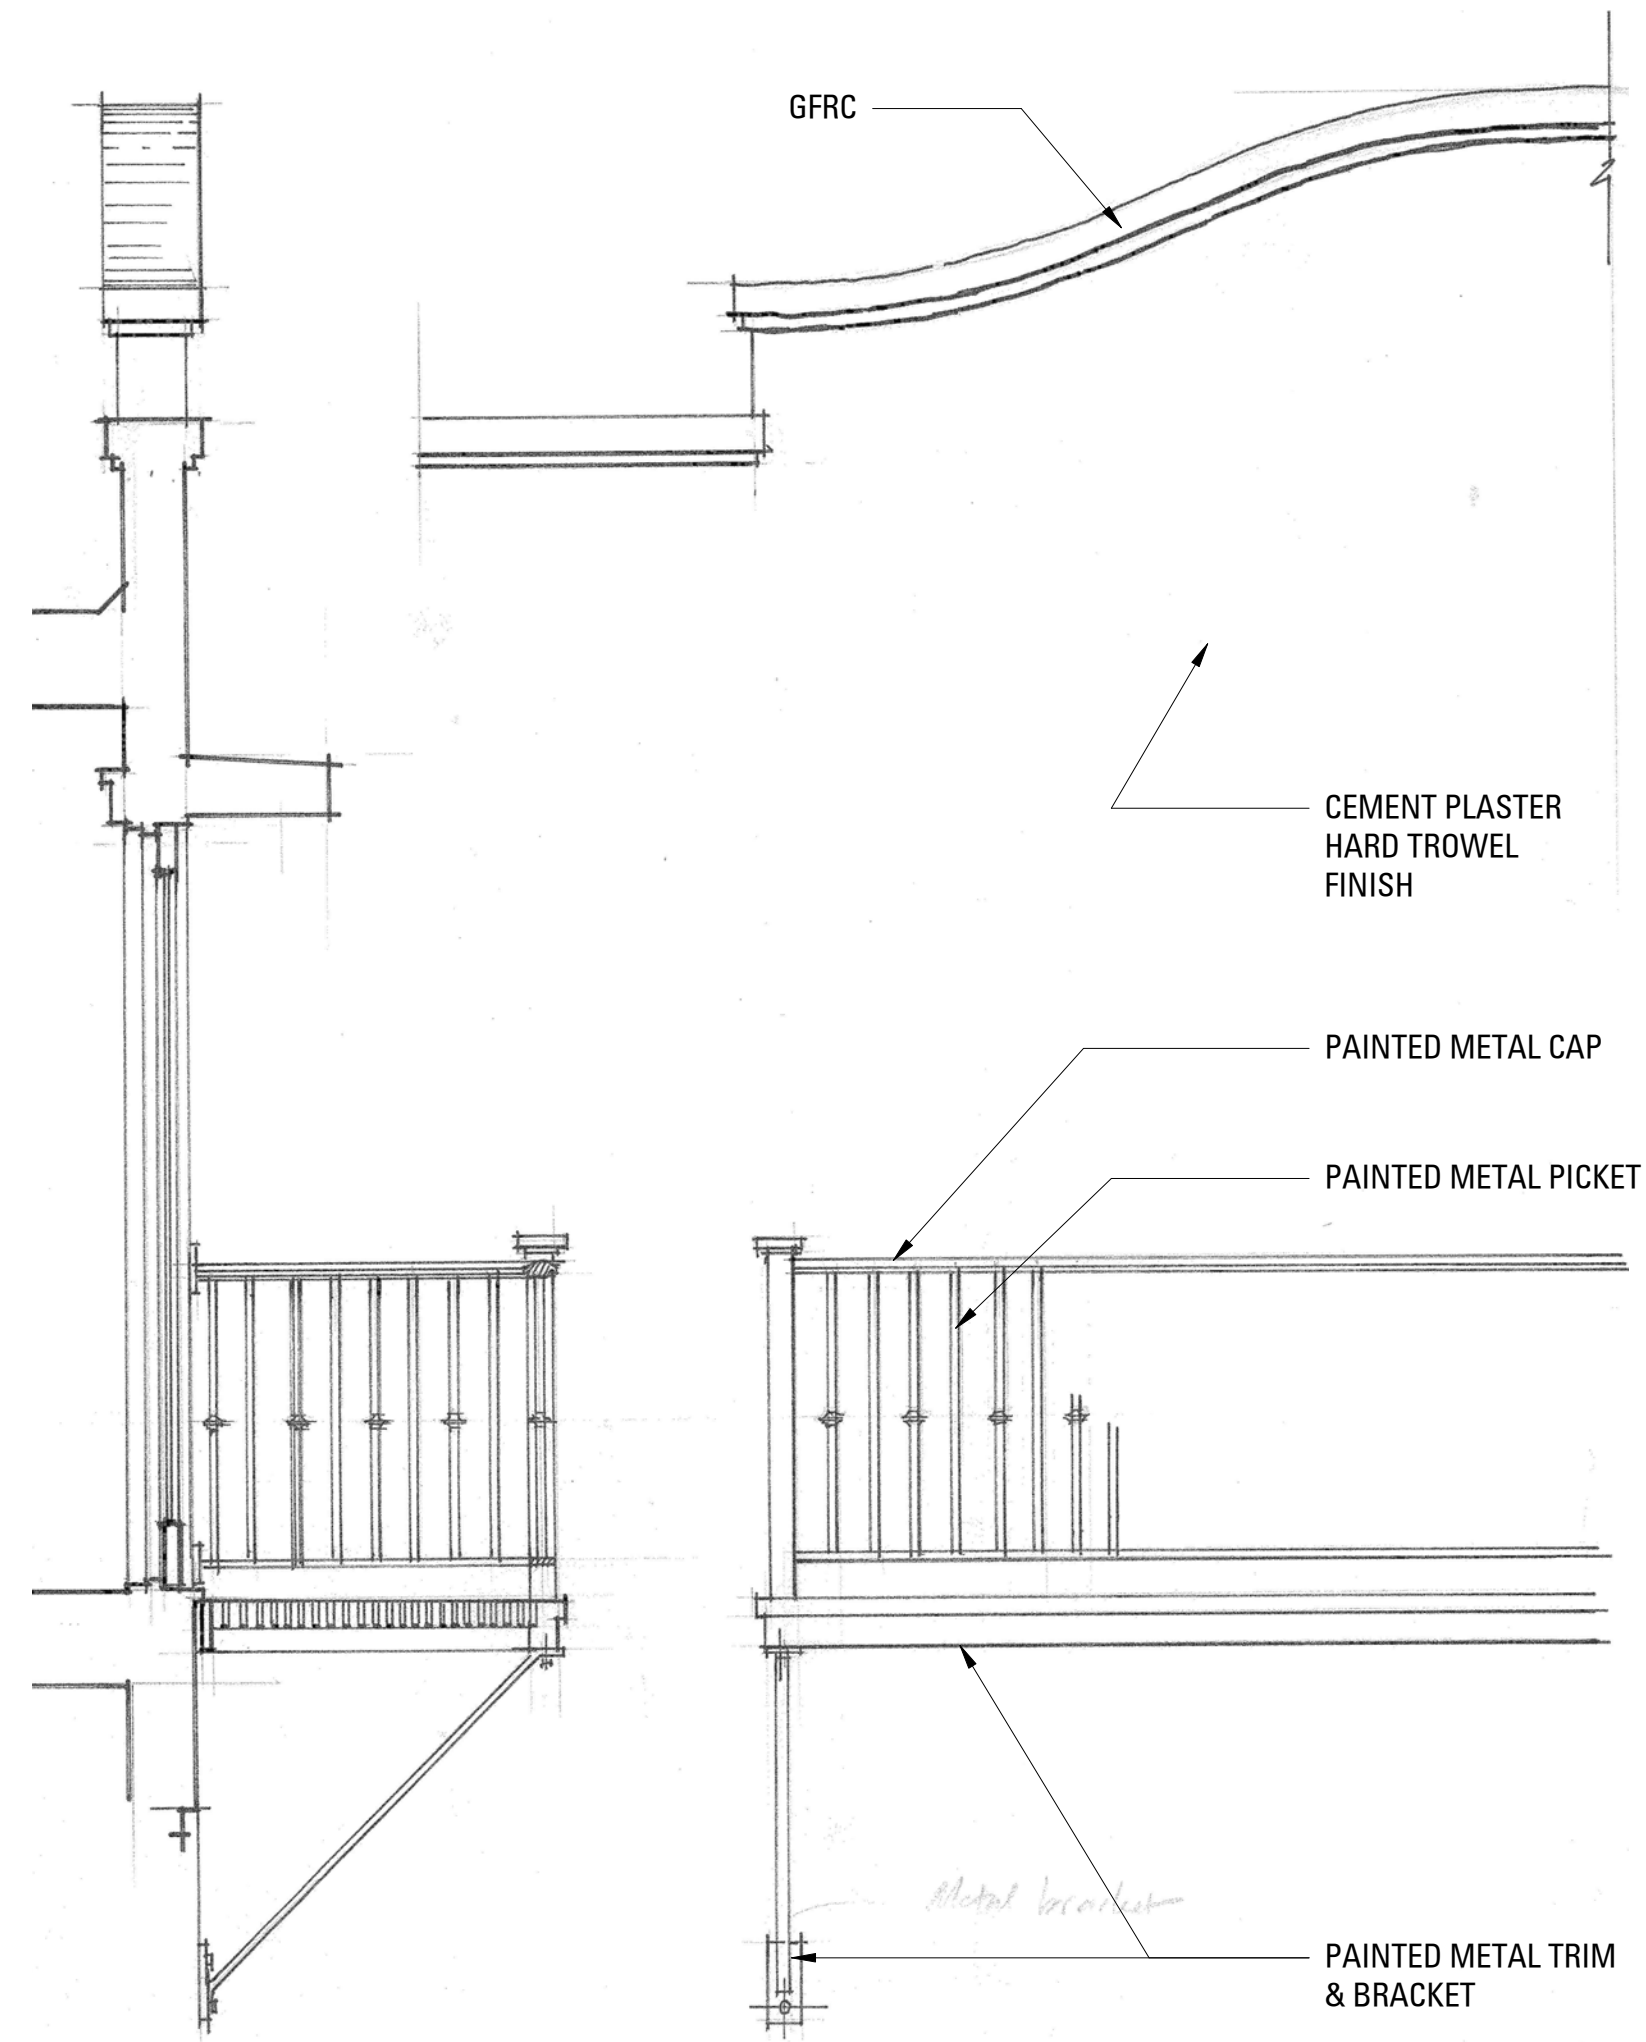 GFRC
CEMENT PLASTER
HARD TROWEL
FINISH
PAINTED METAL CAP
PAINTED METAL PICKET
Metal bracket
PAINTED METAL TRIM
& BRACKET